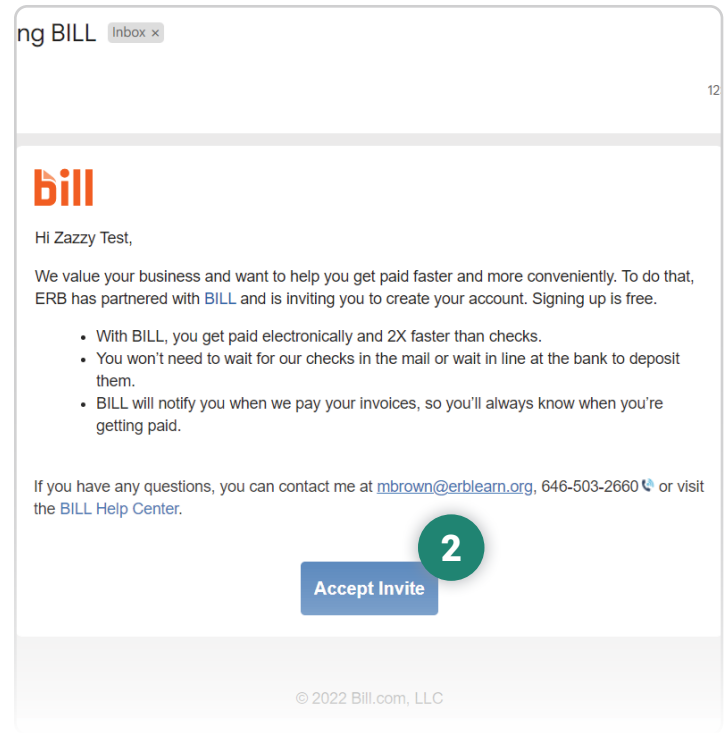 ng BILL Inbox ×
12
bill
Hi Zazzy Test,
We value your business and want to help you get paid faster and more conveniently. To do that,
ERB has partnered with BILL and is inviting you to create your account. Signing up is free.
• With BILL, you get paid electronically and 2X faster than checks.
• You won’t need to wait for our checks in the mail or wait in line at the bank to deposit
them.
• BILL will notify you when we pay your invoices, so you’ll always know when you’re
getting paid.
If you have any questions, you can contact me at mbrown@erblearn.org, 646-503-2660 or visit
the BILL Help Center.
2
Accept Invite
© 2022 Bill.com, LLC